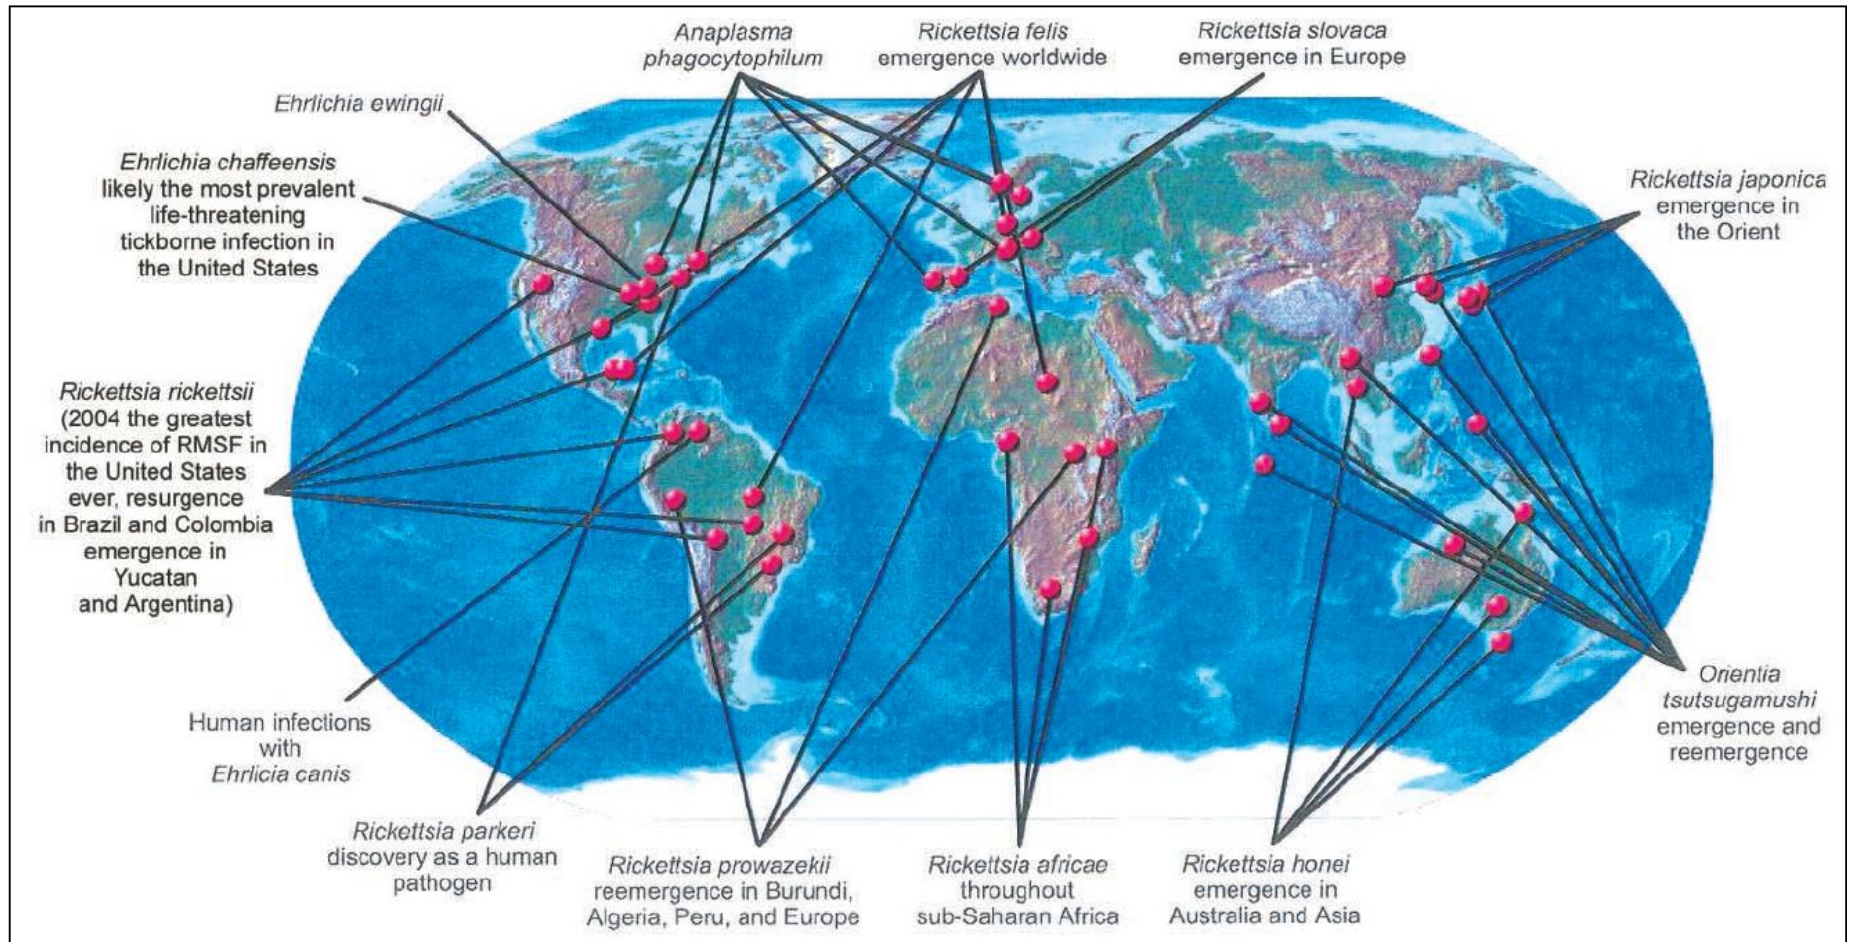 Anaplasma
phagocytophilum
Rickettsia felis
emergence worldwide
Rickettsia slovaca
emergence in Europe
Ehrlichia ewingii
Ehrlichia chaffeensis
likely the most prevalent
life-threatening
tickborne infection in
the United States
Rickettsia japonica
emergence in
the Orient
Rickettsia rickettsii
(2004 the greatest
incidence of RMSF in
the United States
ever, resurgence
in Brazil and Colombia
emergence in
Yucatan
and Argentina)
Orientia
tsutsugamushi
emergence and
reemergence
Human infections
with
Ehrlicia canis
Rickettsia parkeri
discovery as a human
pathogen
Rickettsia prowazekii
reemergence in Burundi,
Algeria, Peru, and Europe
Rickettsia africae
throughout
sub-Saharan Africa
Rickettsia honei
emergence in
Australia and Asia